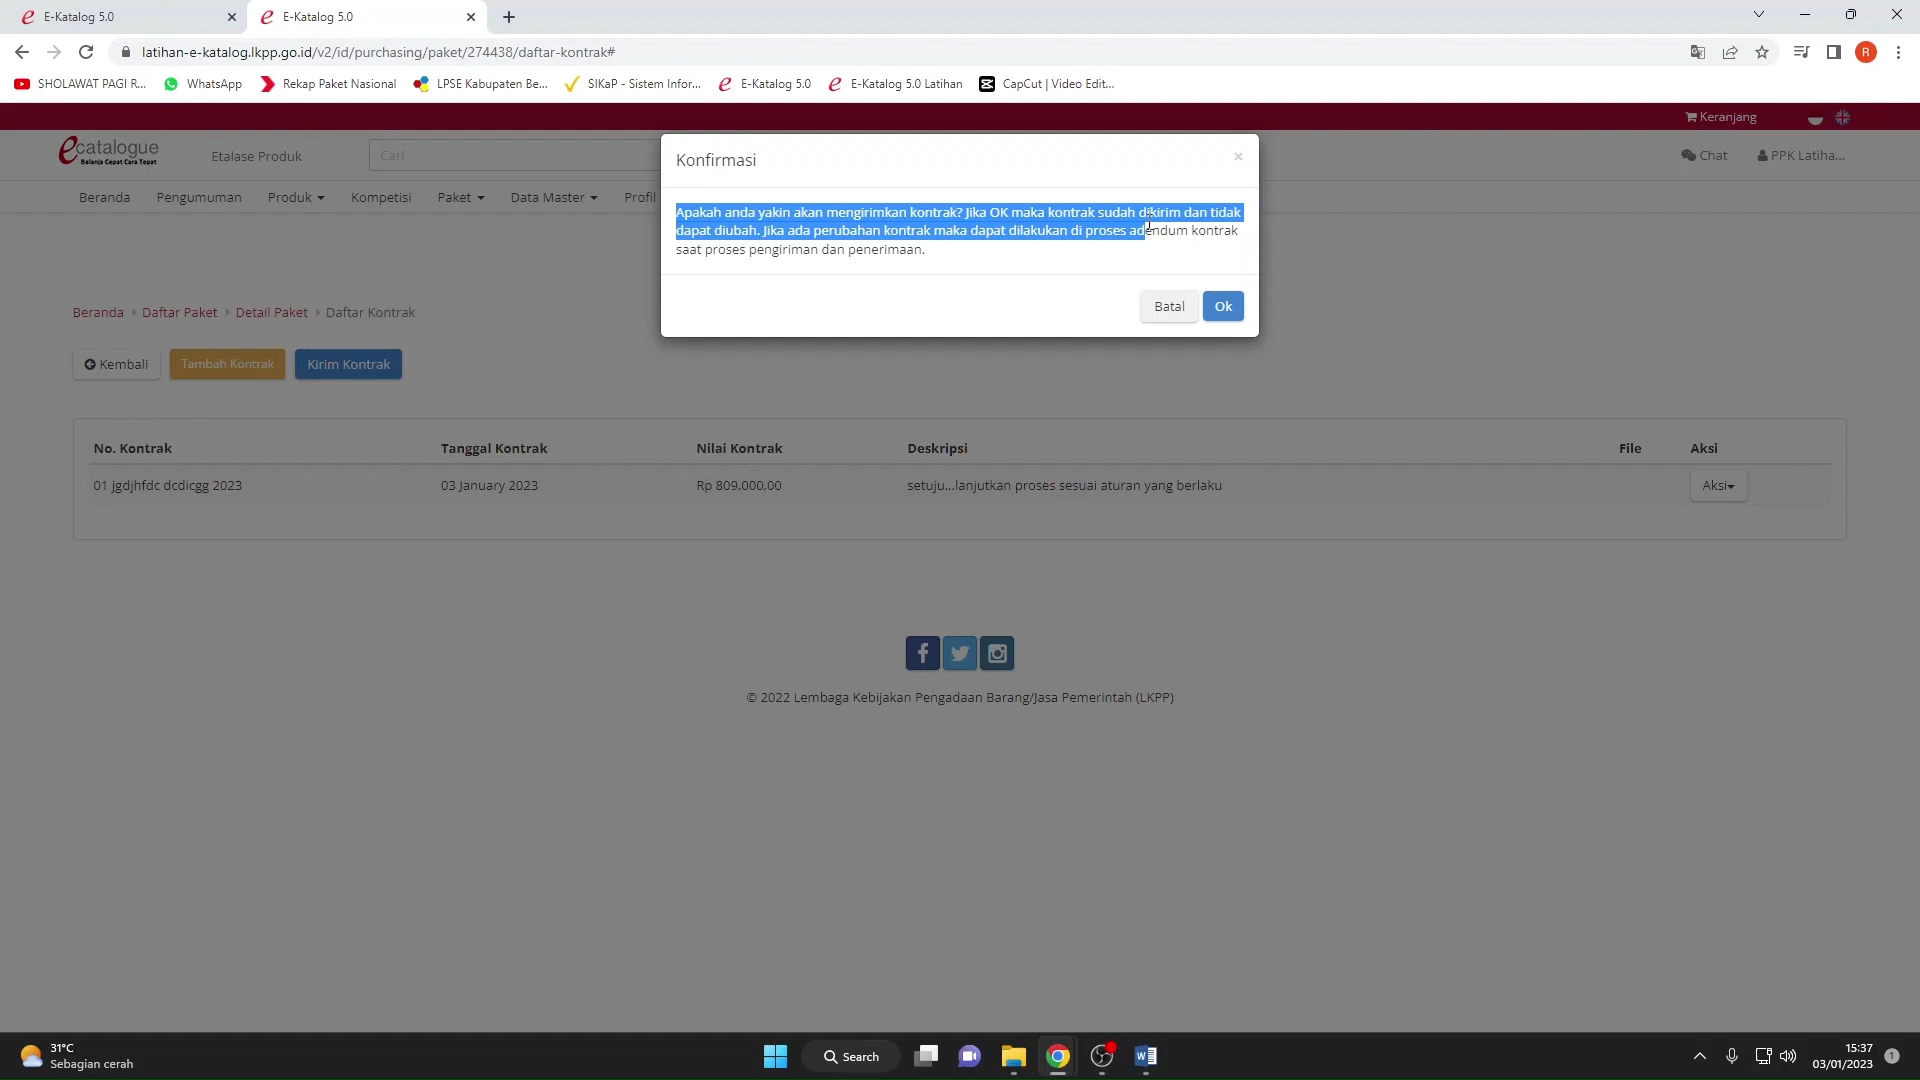 E-Katalog 5.0
E-Katalog 5.0
latihan-e-katalog.lkpp.go.id/v2/id/purchasing/paket/274438/daftar-kontrak#
R
SHOLAWAT PAGI R... WhatsApp Rekap Paket Nasional LPSE Kabupaten Be... SIKaP - Sistem Infor... E-Katalog 5.0 E-Katalog 5.0 Latihan CapCut | Video Edit...
Keranjang
ecatalogue
Belanja Cepat Cara Tepat
Etalase Produk
Cari
Chat
PPK Latiha...
Beranda Pengumuman Produk Kompetisi Paket Data Master Profil
Konfirmasi
×
Apakah anda yakin akan mengirimkan kontrak? Jika OK maka kontrak sudah dikirim dan tidak
dapat diubah. Jika ada perubahan kontrak maka dapat dilakukan di proses adendum kontrak
saat proses pengiriman dan penerimaan.
Batal Ok
Beranda Daftar Paket Detail Paket Daftar Kontrak
Kembali Tambah Kontrak Kirim Kontrak
No. Kontrak Tanggal Kontrak Nilai Kontrak Deskripsi File Aksi
01 jgdjhfdc dcdicgg 2023 03 January 2023 Rp 809.000,00 setuju...lanjutkan proses sesuai aturan yang berlaku Aksi
© 2022 Lembaga Kebijakan Pengadaan Barang/Jasa Pemerintah (LKPP)
31°C
Sebagian cerah
Search
15:37
03/01/2023
1